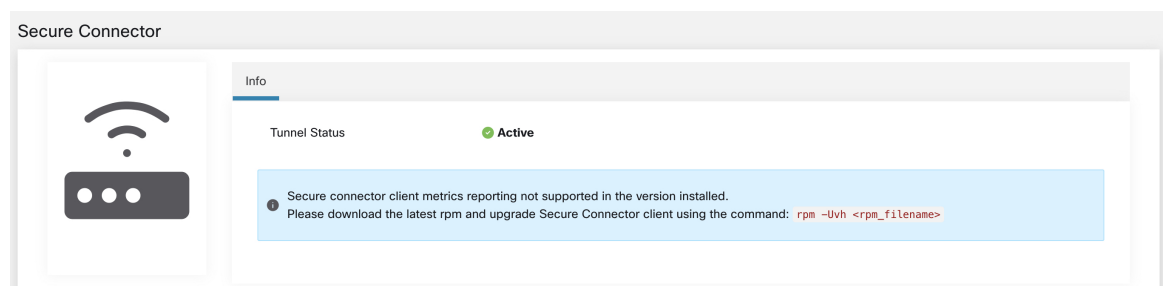 Secure Connector
Info
Tunnel Status
Active
Secure connector client metrics reporting not supported in the version installed.
Please download the latest rpm and upgrade Secure Connector client using the command: rpm -Uvh <rpm_filename>